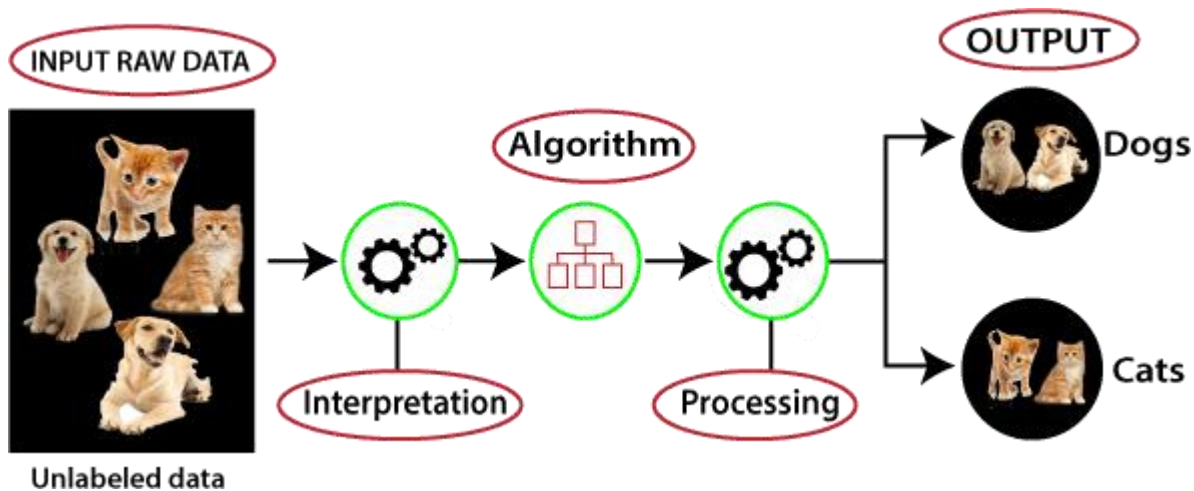 INPUT RAW DATA
Unlabeled data
Interpretation
Algorithm
Processing
OUTPUT
Dogs
Cats